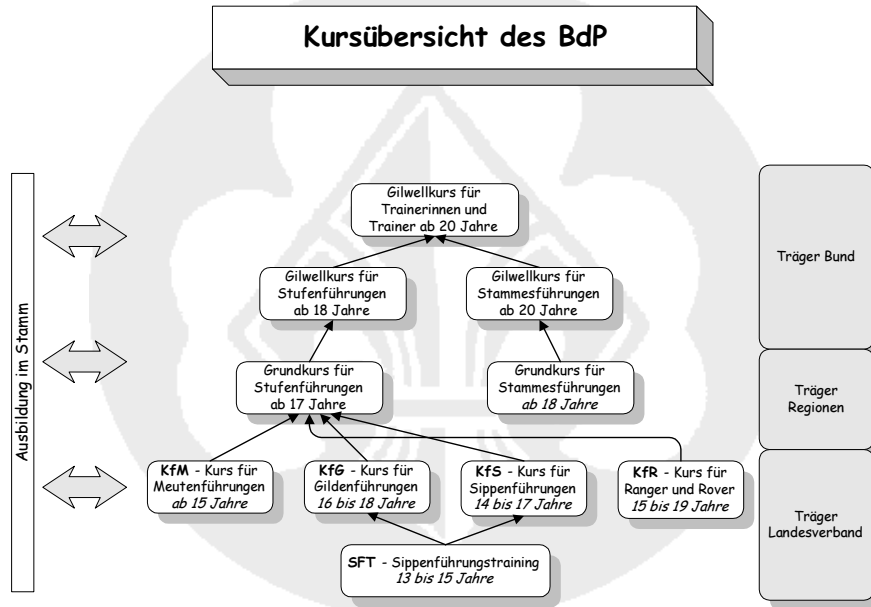 Kursübersicht des BdP
Ausbildung im Stamm
Gilwellkurs für
Trainerinnen und
Trainer ab 20 Jahre
Gilwellkurs für
Stufenführungen
ab 18 Jahre
Gilwellkurs für
Stammesführungen
ab 20 Jahre
Träger Bund
Grundkurs für
Stufenführungen
ab 17 Jahre
Grundkurs für
Stammesführungen
ab 18 Jahre
Träger
Regionen
KfM - Kurs für
Meutenführungen
ab 15 Jahre
KfG - Kurs für
Gildenführungen
16 bis 18 Jahre
KfS - Kurs für
Sippenführungen
14 bis 17 Jahre
KfR - Kurs für
Ranger und Rover
15 bis 19 Jahre
Träger
Landesverband
SFT - Sippenführungstraining
13 bis 15 Jahre